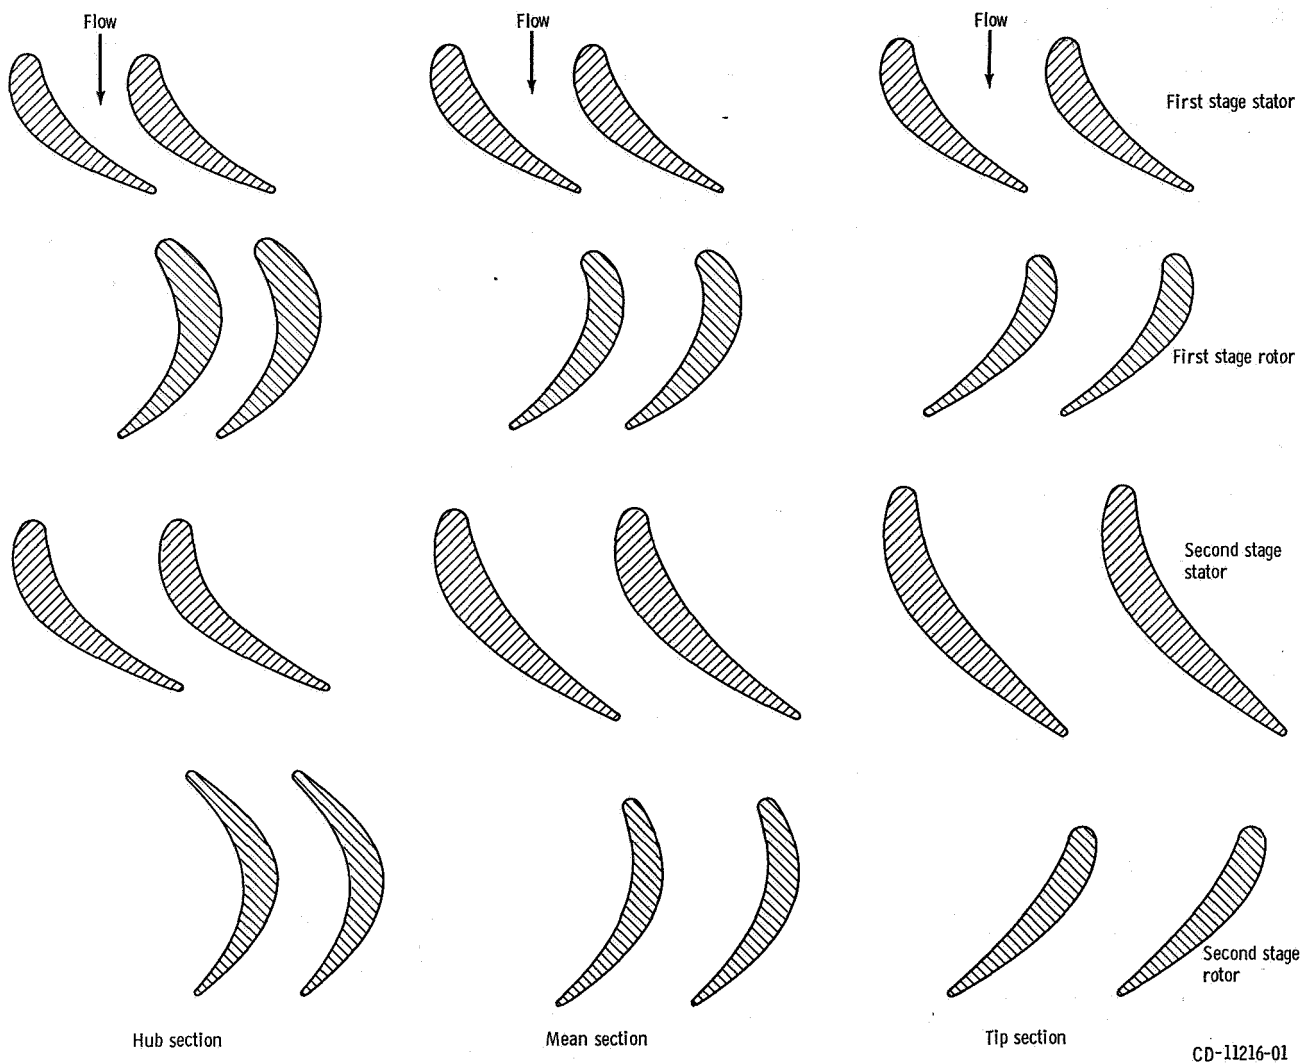 Flow
Flow
Flow
First stage stator
First stage rotor
Second stage
stator
Second stage
rotor
Hub section
Mean section
Tip section
CD-11216-01